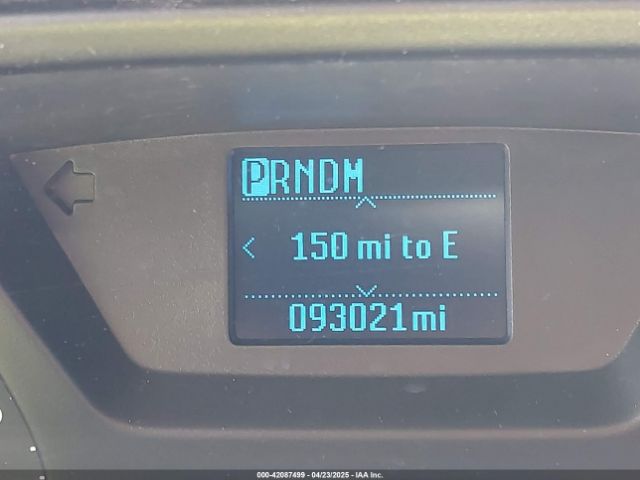 PRNDM
150 mi to E
093021mi
000-42087499 - 04/23/2025 - IAA Inc.